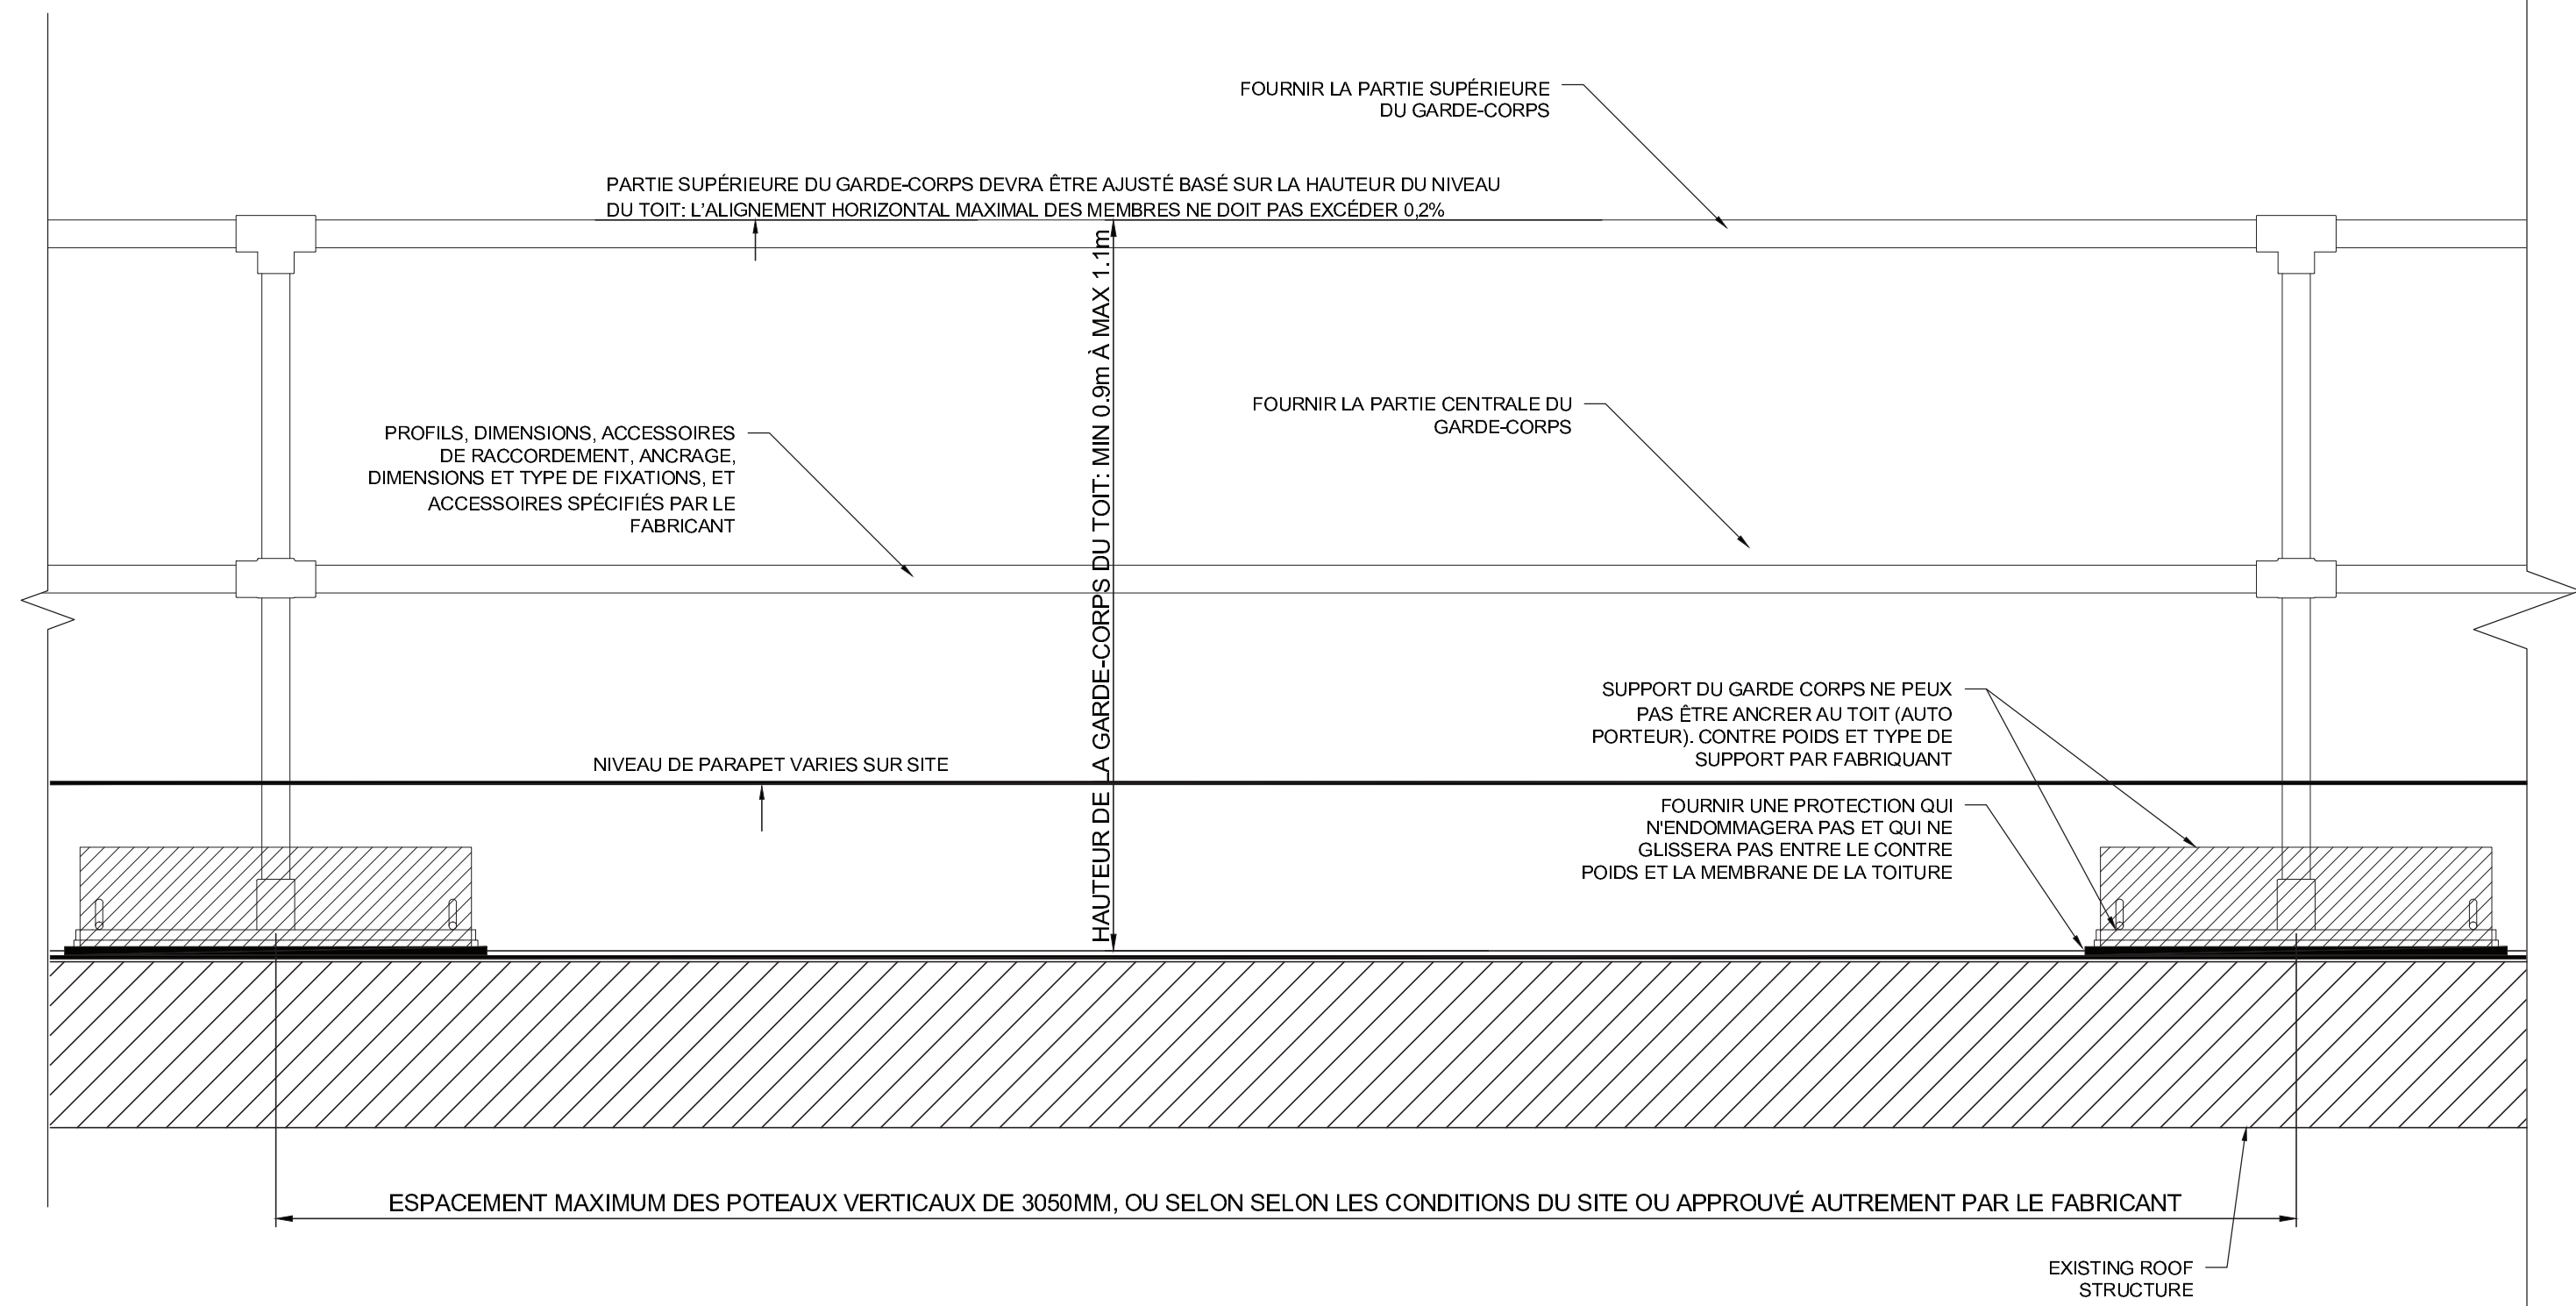 FOURNIR LA PARTIE SUPÉRIEURE
DU GARDE-CORPS
PARTIE SUPÉRIEURE DU GARDE-CORPS DEVRA ÊTRE AJUSTÉ BASÉ SUR LA HAUTEUR DU NIVEAU
DU TOIT: L'ALIGNEMENT HORIZONTAL MAXIMAL DES MEMBRES NE DOIT PAS EXCÉDER 0,2%
HAUTEUR DE LA GARDE-CORPS DU TOIT: MIN 0.9m À MAX 1.1m
FOURNIR LA PARTIE CENTRALE DU
GARDE-CORPS
PROFILS, DIMENSIONS, ACCESSOIRES
DE RACCORDEMENT, ANCRAGE,
DIMENSIONS ET TYPE DE FIXATIONS, ET
ACCESSOIRES SPÉCIFIÉS PAR LE
FABRICANT
SUPPORT DU GARDE CORPS NE PEUX
PAS ÊTRE ANCRER AU TOIT (AUTO
PORTEUR). CONTRE POIDS ET TYPE DE
SUPPORT PAR FABRIQUANT
NIVEAU DE PARAPET VARIES SUR SITE
FOURNIR UNE PROTECTION QUI
N'ENDOMMAGERA PAS ET QUI NE
GLISSERA PAS ENTRE LE CONTRE
POIDS ET LA MEMBRANE DE LA TOITURE
ESPACEMENT MAXIMUM DES POTEAUX VERTICAUX DE 3050MM, OU SELON SELON LES CONDITIONS DU SITE OU APPROUVÉ AUTREMENT PAR LE FABRICANT
EXISTING ROOF
STRUCTURE